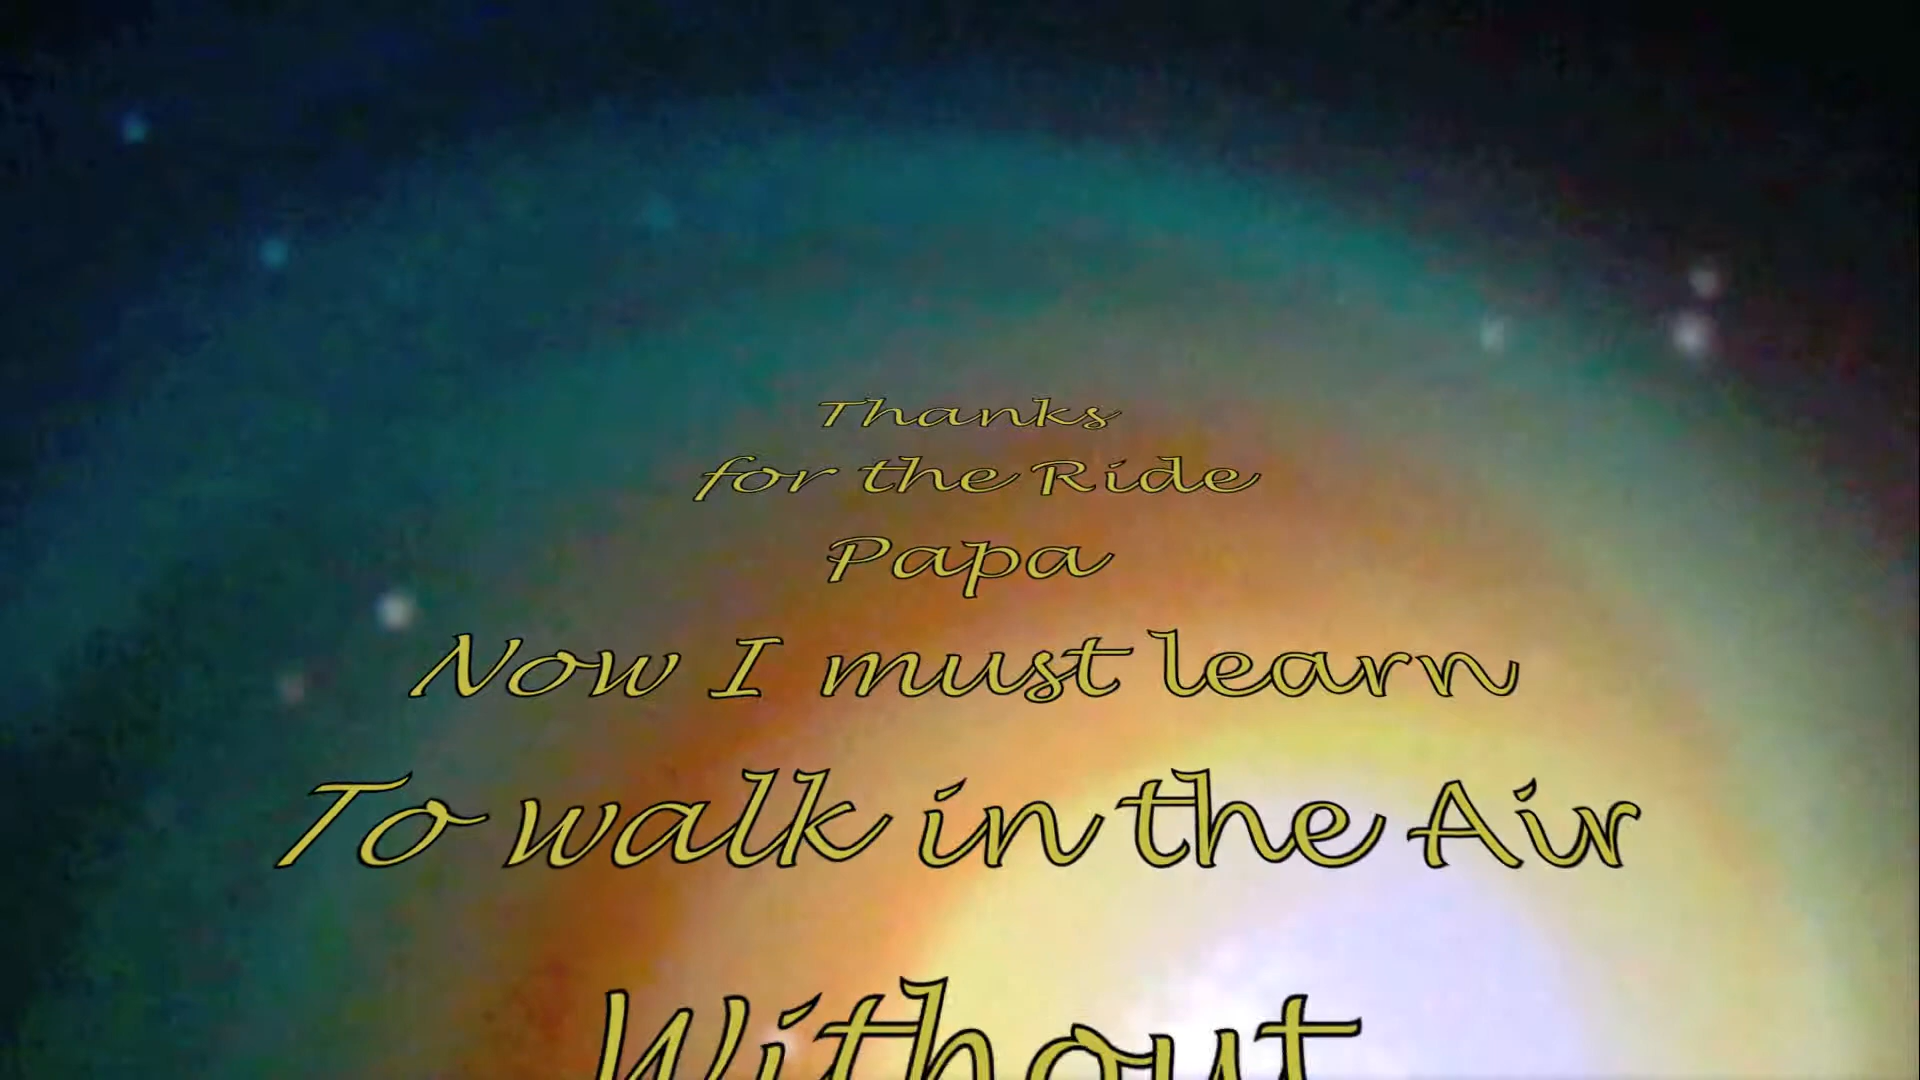 Thanks
for the Ride
Papa
Now I must learn
To walk in the Air
Without